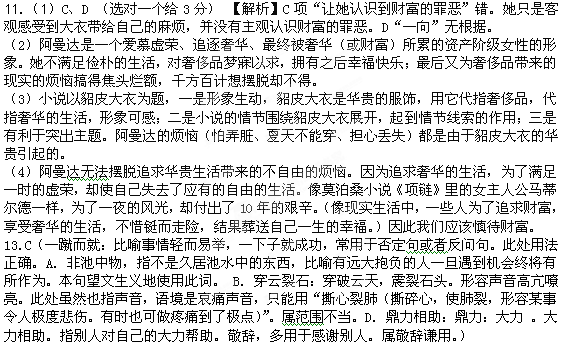 11.（1）C、D （选对一个给 3 分） 【解析】C 项“让她认识到财富的罪恶”错。她只是客
观感受到大衣带给自己的麻烦，并没有主观认识财富的罪恶。D“一向”无根据。
（2）阿曼达是一个爱慕虚荣、追逐奢华、最终被奢华（或财富）所累的资产阶级女性的形
象。她不满足俭朴的生活，对奢侈品梦寐以求，拥有之后幸福快乐；最后又为奢侈品带来的
现实的烦恼搞得焦头烂额，千方百计想摆脱却不得。
（3）小说以貂皮大衣为题，一是形象生动，貂皮大衣是华贵的服饰，用它代指奢侈品，代
指奢华的生活，形象可感；二是小说的情节围绕貂皮大衣展开，起到情节线索的作用；三是
有利于突出主题。阿曼达的烦恼（怕弄脏、夏天不能穿、担心丢失）都是由于貂皮大衣的华
贵引起的。
（4）阿曼达无法摆脱追求华贵生活带来的不自由的烦恼。因为追求奢华的生活，为了满足
一时的虚荣，却使自己失去了应有的自由的生活。像莫泊桑小说《项链》里的女主人公马蒂
尔德一样，为了一夜的风光，却付出了 10 年的艰辛。（像现实生活中，一些人为了追求财富，
享受奢华的生活，不惜铤而走险，结果葬送自己一生的幸福。）因此我们应该慎待财富。
13.C（一蹴而就：比喻事情轻而易举，一下子就成功，常用于否定句或者反问句。此处用法
正确。A. 非池中物，指不是久居池水中的东西，比喻有远大抱负的人一旦遇到机会终将有
所作为。本句望文生义地使用此词。 B. 穿云裂石：穿破云天，震裂石头。形容声音高亢嘹
亮。此处虽然也指声音，语境是哀痛声音，只能用“撕心裂肺（撕碎心，使肺裂，形容某事
令人极度悲伤。有时也可做疼痛到了极点）”。属范围不当。D. 鼎力相助：鼎力：大力 。大
力相助。指别人对自己的大力帮助。敬辞，多用于感谢别人。属敬辞谦用。）